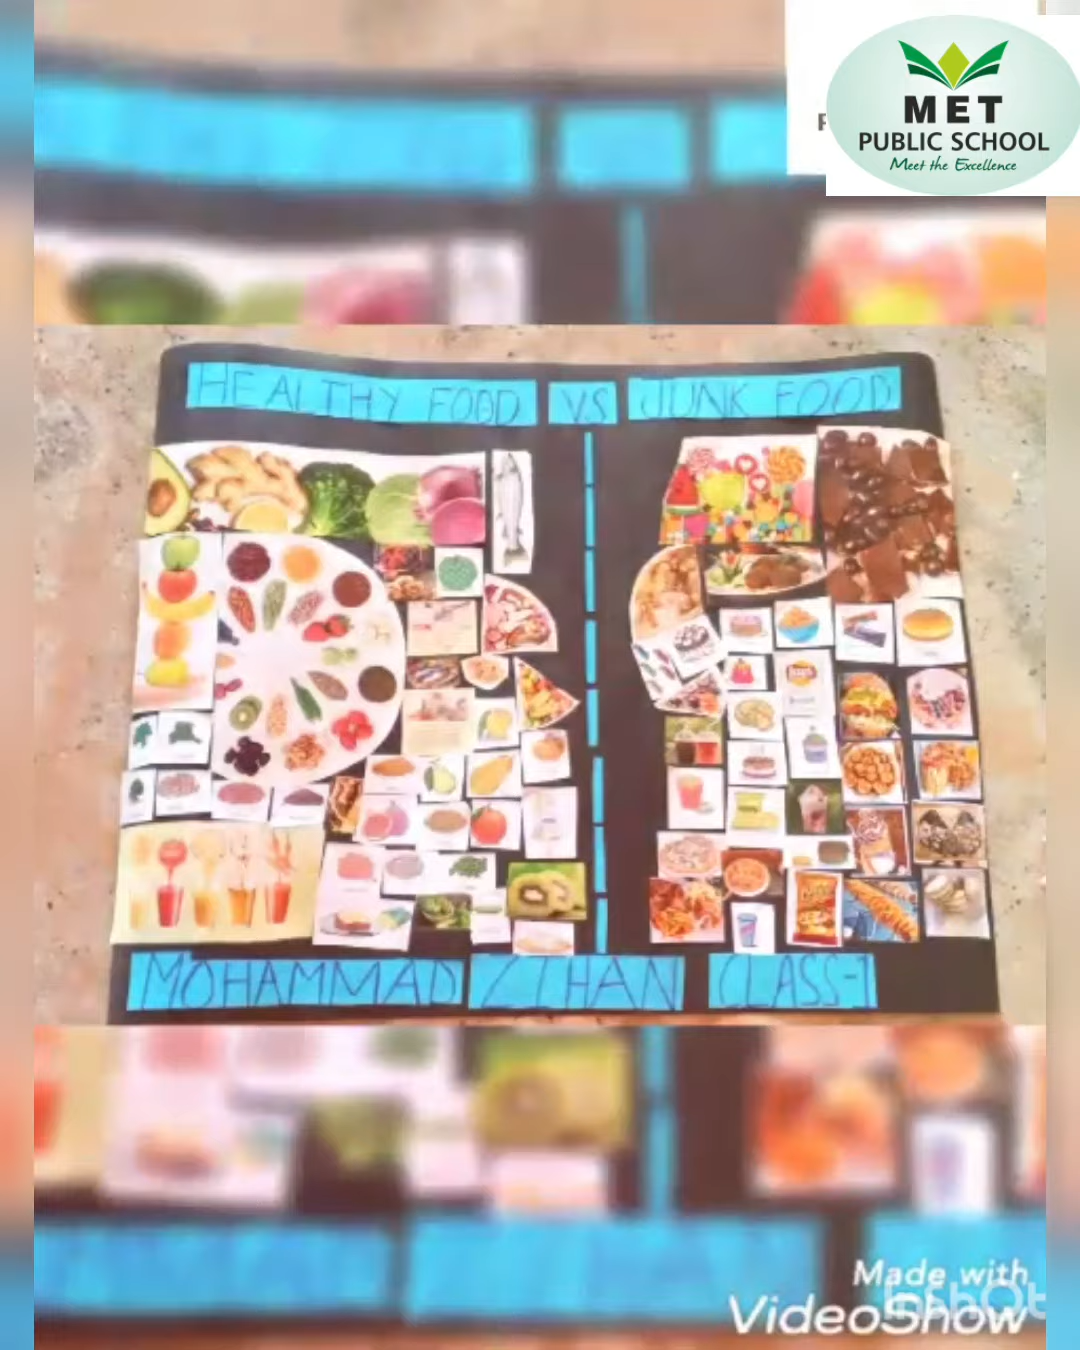 MET
PUBLIC SCHOOL
Meet the Excellence
HEALTHY FOOD VS JUNK FOOD
MOHAMMAD ZIHAN CLASS-1
Made with
VideoShow